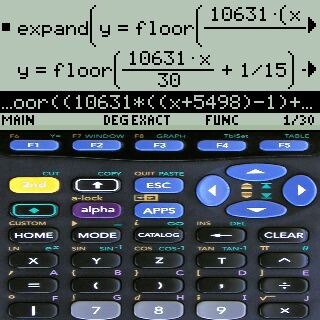 ■ expand(y = floor(10631·(x ▶
y = floor(10631·x/30 + 1/15) - ▶
…oor((10631*((x+5498)-1)+…
MAIN DEG EXACT FUNC 1/30
F6 Y= F7 WINDOW F8 GRAPH TblSet TABLE
F1 F2 F3 F4 F5
CUT COPY QUIT PASTE
2nd ESC
a-lock
alpha APPS
CUSTOM INS DEL
HOME MODE CATALOG ← CLEAR
LN eˣ SIN SIN⁻¹ COS COS⁻¹ TAN TAN⁻¹ π
X Y Z T ^
= ( ) , ÷
| 7 8 9 ×